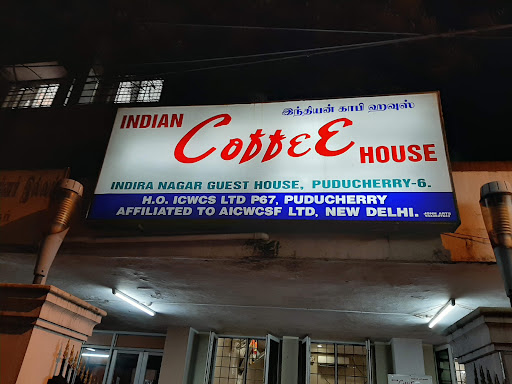 இந்தியன் காபி ஹவுஸ்
INDIAN CoffEE HOUSE
INDIRA NAGAR GUEST HOUSE, PUDUCHERRY-6.
H.O. ICWCS LTD P67, PUDUCHERRY
AFFILIATED TO AICWCSF LTD, NEW DELHI.